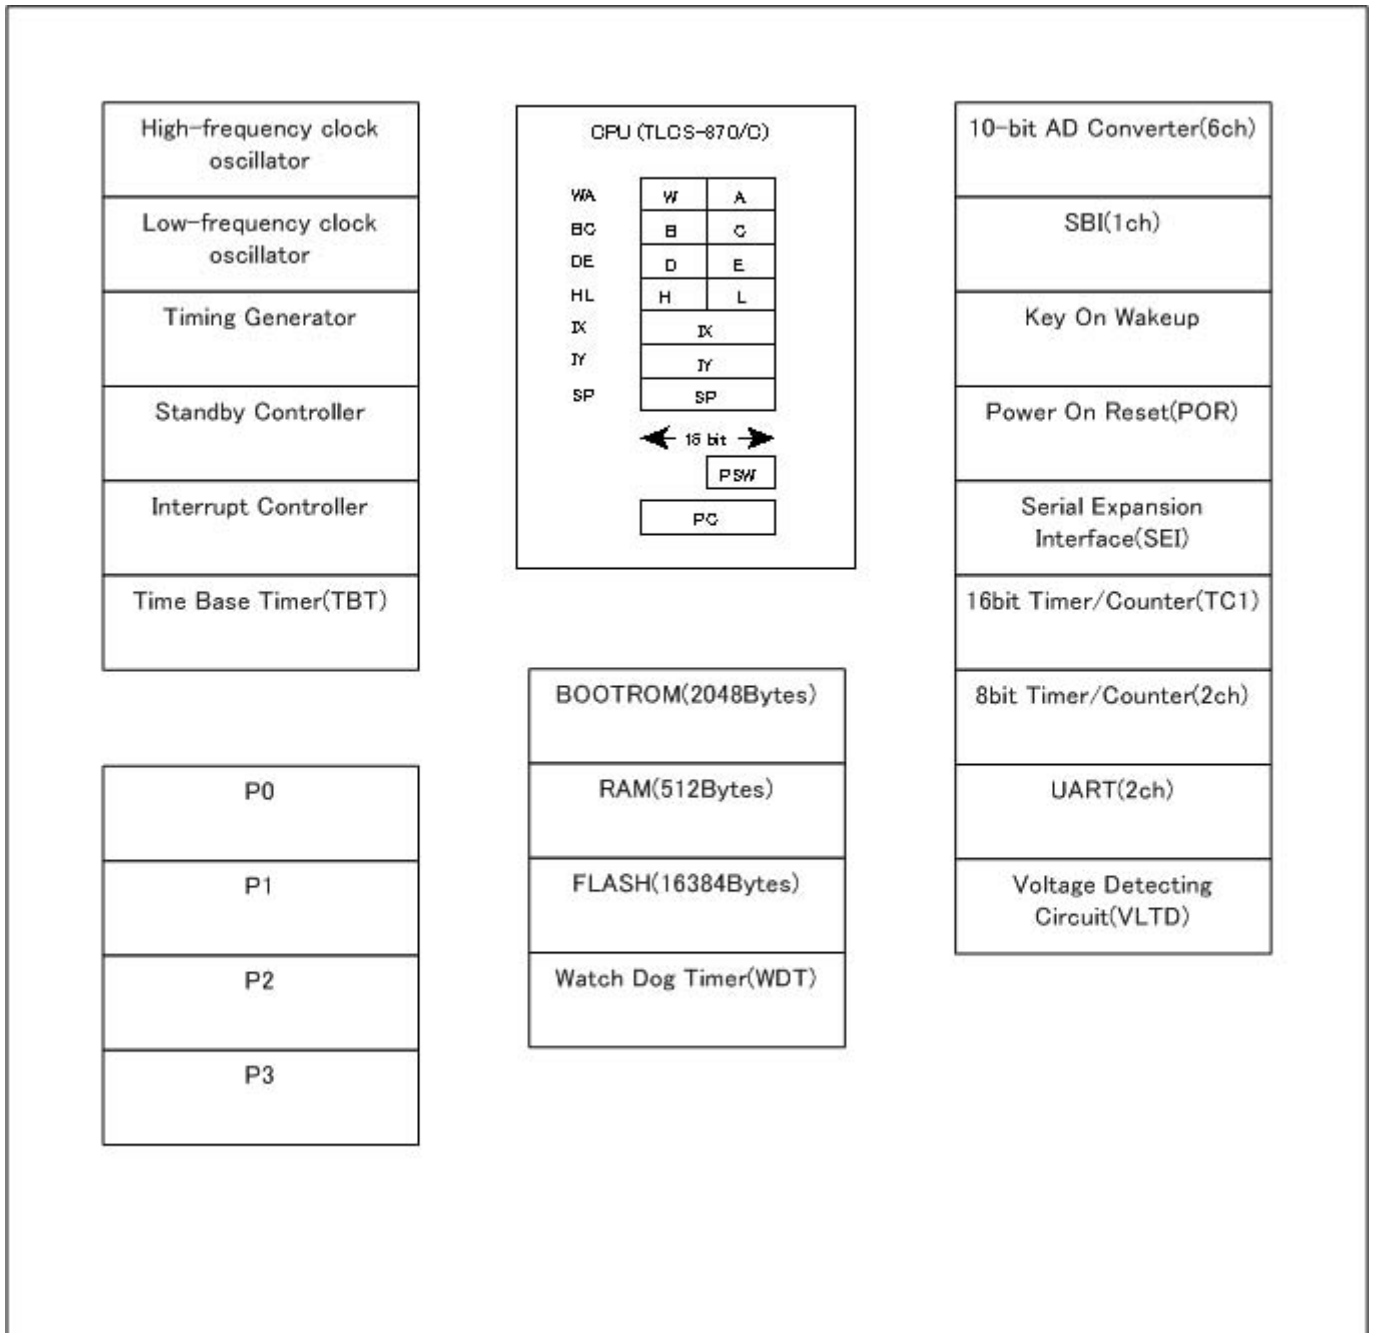 High-frequency clock
oscillator
Low-frequency clock
oscillator
Timing Generator
Standby Controller
Interrupt Controller
Time Base Timer(TBT)
P0
P1
P2
P3
CPU (TLCS-870/C)
WA W A
BC B C
DE D E
HL H L
IX IX
IY IY
SP SP
16 bit
PSW
PC
BOOTROM(2048Bytes)
RAM(512Bytes)
FLASH(16384Bytes)
Watch Dog Timer(WDT)
10-bit AD Converter(6ch)
SBI(1ch)
Key On Wakeup
Power On Reset(POR)
Serial Expansion
Interface(SEI)
16bit Timer/Counter(TC1)
8bit Timer/Counter(2ch)
UART(2ch)
Voltage Detecting
Circuit(VLTD)